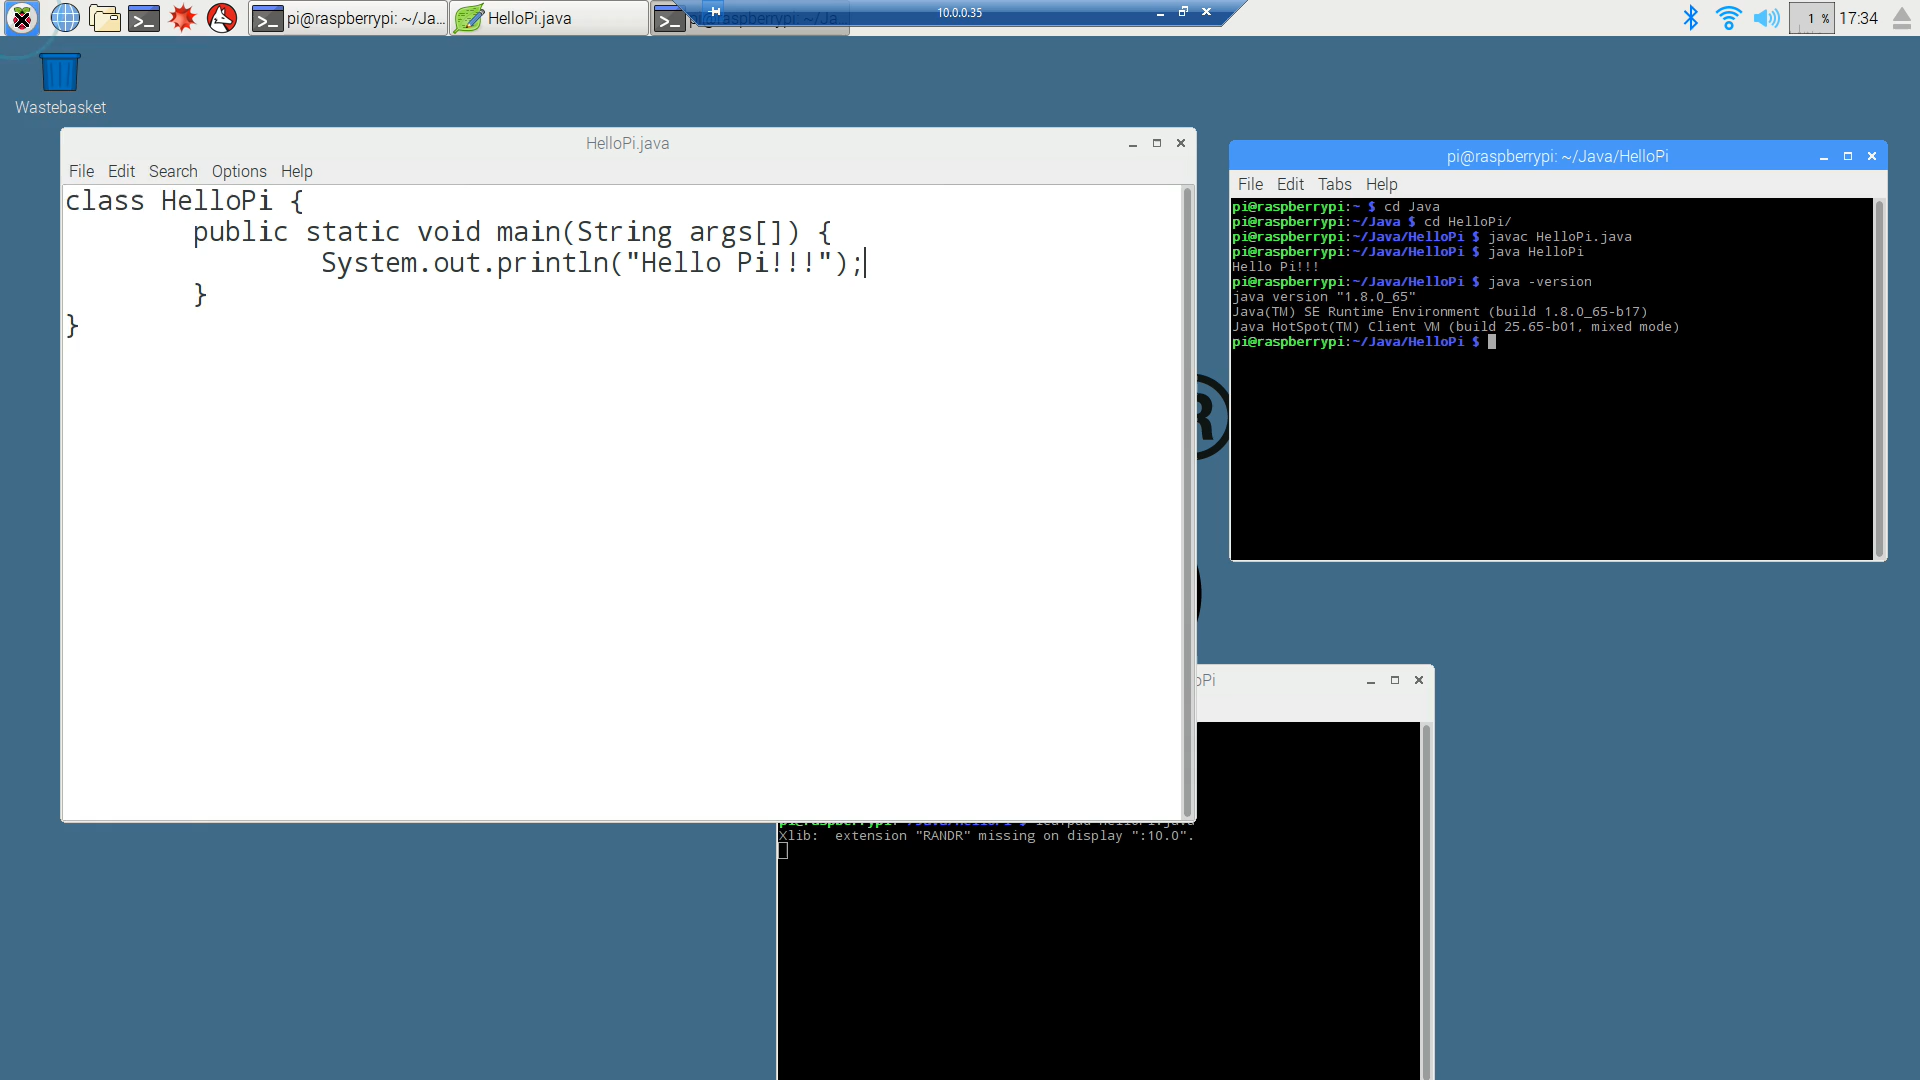 pi@raspberrypi: ~/Ja...
HelloPi.java
10.0.0.35
1 %
17:34
Wastebasket
HelloPi.java
File Edit Search Options Help
class HelloPi {
public static void main(String args[]) {
System.out.println("Hello Pi!!!");
}
}
pi@raspberrypi: ~/Java/HelloPi
File Edit Tabs Help
pi@raspberrypi:~ $ cd Java
pi@raspberrypi:~/Java $ cd HelloPi/
pi@raspberrypi:~/Java/HelloPi $ javac HelloPi.java
pi@raspberrypi:~/Java/HelloPi $ java HelloPi
Hello Pi!!!
pi@raspberrypi:~/Java/HelloPi $ java -version
java version "1.8.0_65"
Java(TM) SE Runtime Environment (build 1.8.0_65-b17)
Java HotSpot(TM) Client VM (build 25.65-b01, mixed mode)
pi@raspberrypi:~/Java/HelloPi $
®
Xlib: extension "RANDR" missing on display ":10.0".